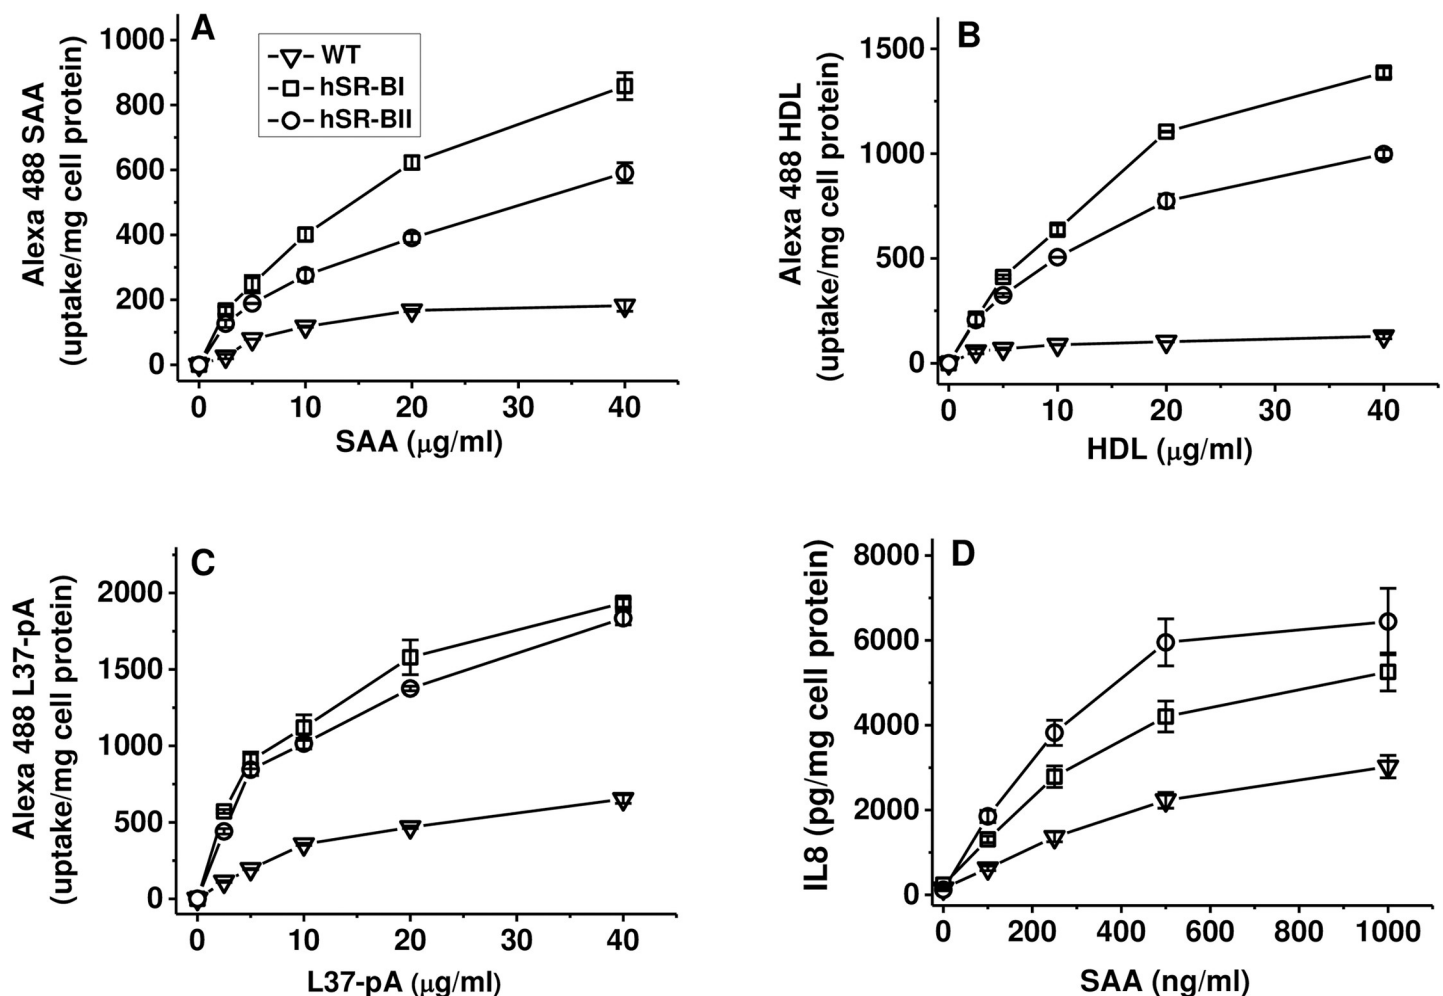 A
Alexa 488 SAA
(uptake/mg cell protein)
1000
800
600
400
200
0
WT
hSR-BI
hSR-BII
0 10 20 30 40
SAA (μg/ml)
B
Alexa 488 HDL
(uptake/mg cell protein)
1500
1000
500
0
0 10 20 30 40
HDL (μg/ml)
C
Alexa 488 L37-pA
(uptake/mg cell protein)
2000
1500
1000
500
0
0 10 20 30 40
L37-pA (μg/ml)
D
IL8 (pg/mg cell protein)
8000
6000
4000
2000
0
0 200 400 600 800 1000
SAA (ng/ml)